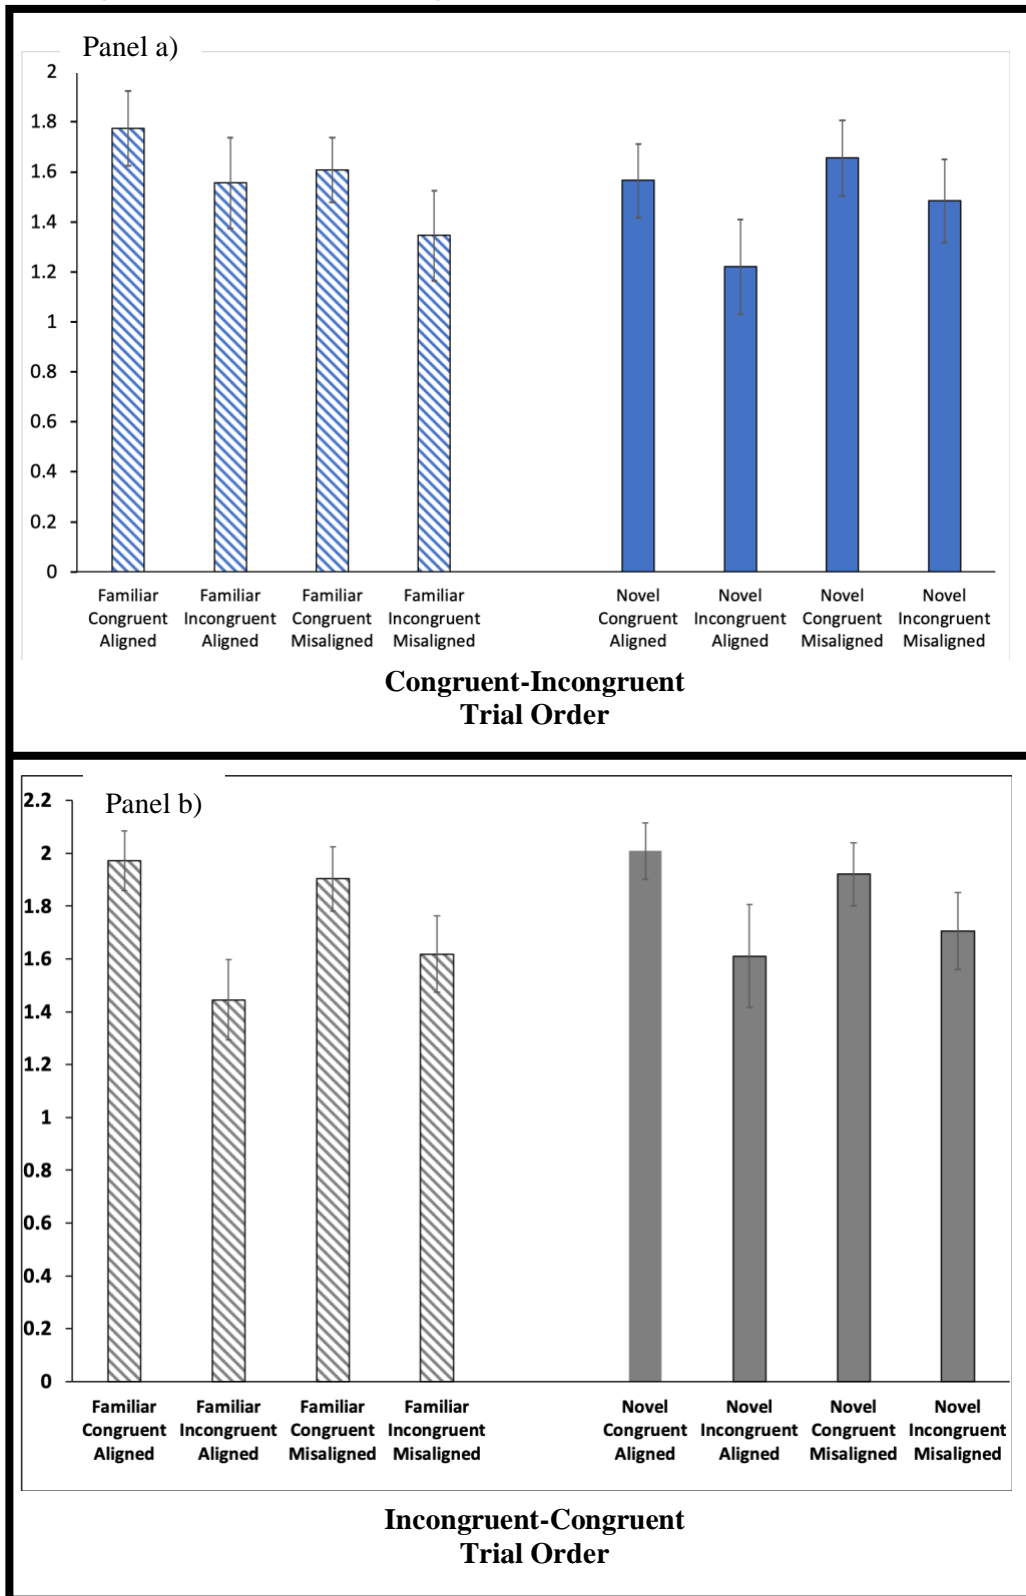 Panel a)
2
1.8
1.6
1.4
1.2
1
0.8
0.6
0.4
0.2
0
Familiar Congruent Aligned
Familiar Incongruent Aligned
Familiar Congruent Misaligned
Familiar Incongruent Misaligned
Novel Congruent Aligned
Novel Incongruent Aligned
Novel Congruent Misaligned
Novel Incongruent Misaligned
Congruent-Incongruent
Trial Order
Panel b)
2.2
2
1.8
1.6
1.4
1.2
1
0.8
0.6
0.4
0.2
0
Familiar Congruent Aligned
Familiar Incongruent Aligned
Familiar Congruent Misaligned
Familiar Incongruent Misaligned
Novel Congruent Aligned
Novel Incongruent Aligned
Novel Congruent Misaligned
Novel Incongruent Misaligned
Incongruent-Congruent
Trial Order